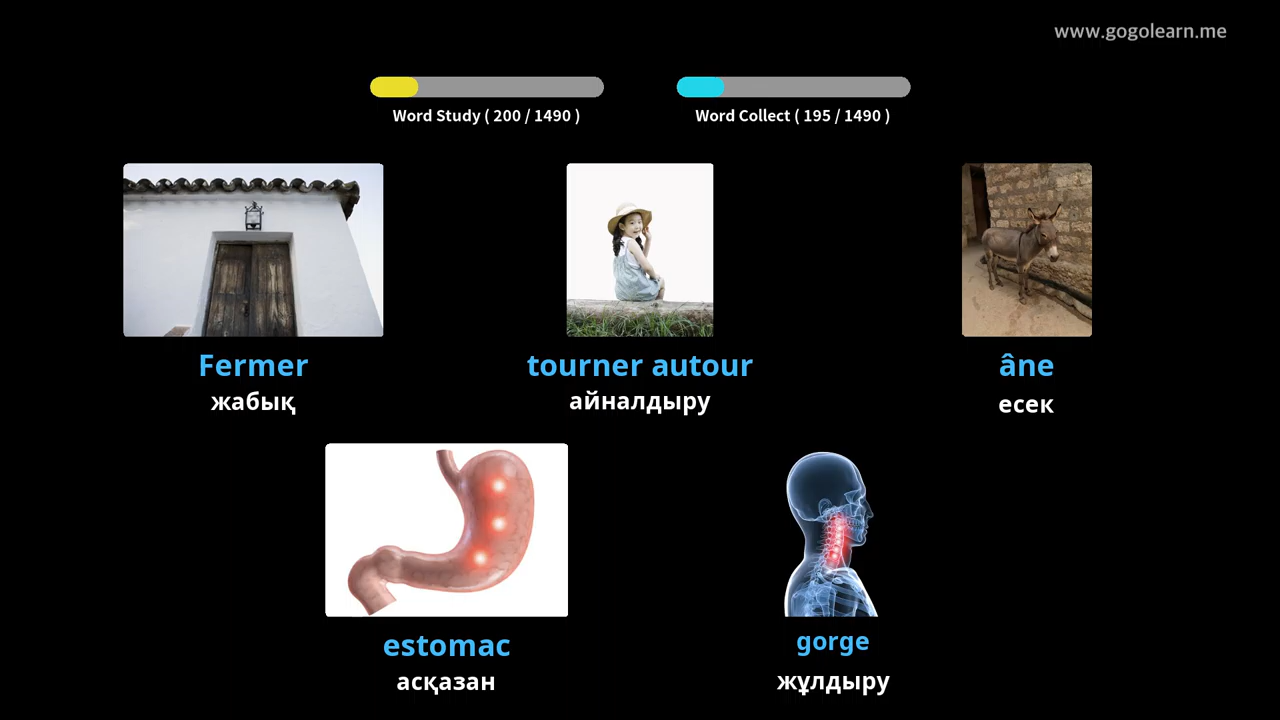 www.gogolearn.me
Word Study ( 200 / 1490 )
Word Collect ( 195 / 1490 )
Fermer
жабық
tourner autour
айналдыру
âne
есек
estomac
асқазан
gorge
жұлдыру